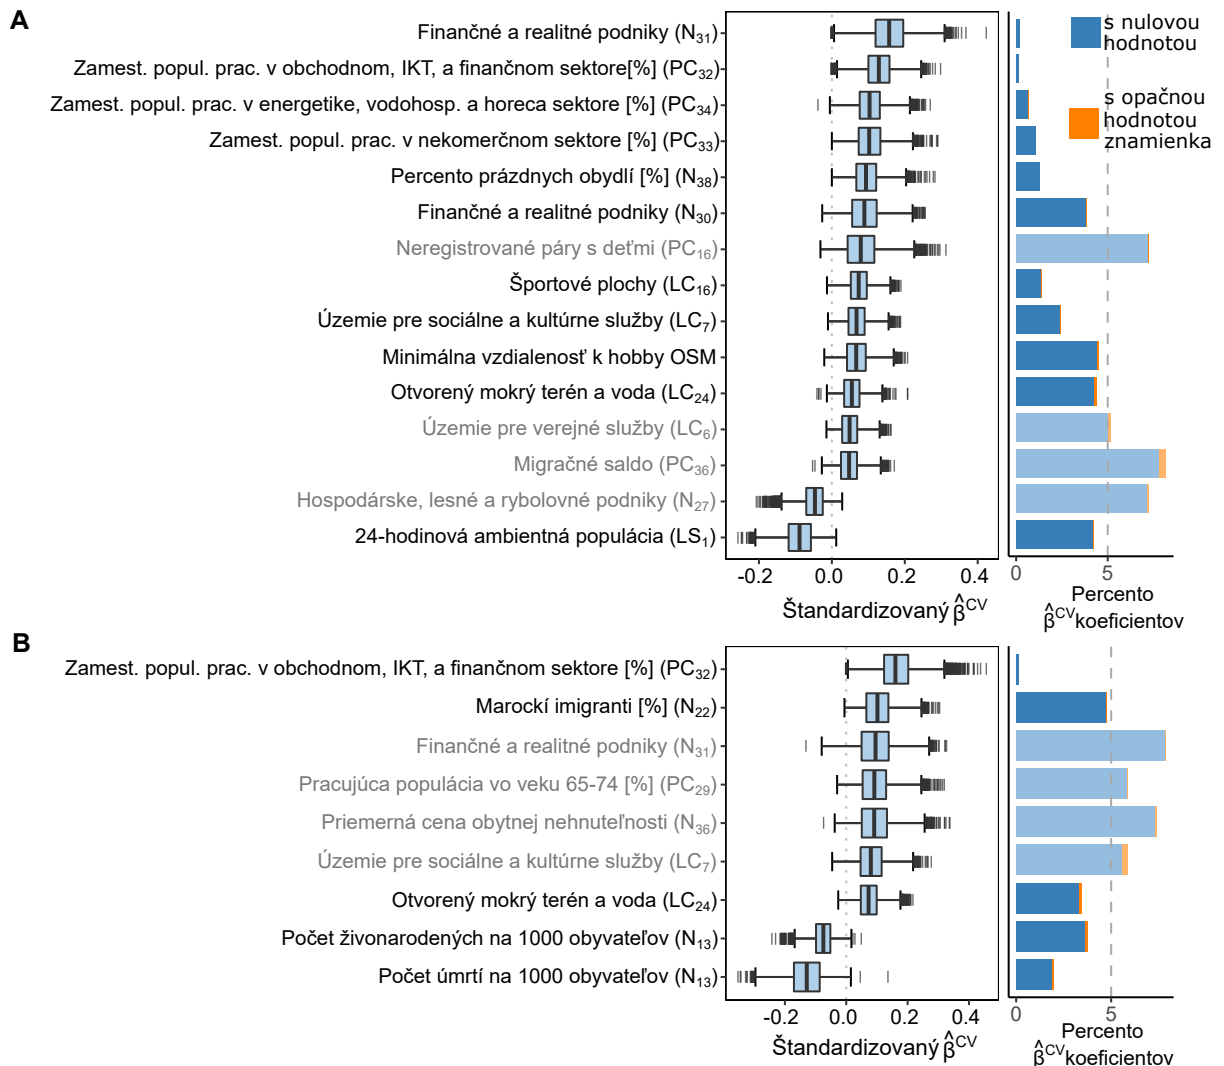 A
Finančné a realitné podniky (N31)
Zamest. popul. prac. v obchodnom, IKT, a finančnom sektore[%] (PC32)
Zamest. popul. prac. v energetike, vodohosp. a horeca sektore [%] (PC34)
Zamest. popul. prac. v nekomerčnom sektore [%] (PC33)
Percento prázdnych obydlí [%] (N38)
Finančné a realitné podniky (N30)
Neregistrované páry s deťmi (PC16)
Športové plochy (LC16)
Územie pre sociálne a kultúrne služby (LC7)
Minimálna vzdialenosť k hobby OSM
Otvorený mokrý terén a voda (LC24)
Územie pre verejné služby (LC6)
Migračné saldo (PC36)
Hospodárske, lesné a rybolovné podniky (N27)
24-hodinová ambientná populácia (LS1)
-0.2 0.0 0.2 0.4
Štandardizovaný β̂CV
s nulovou
hodnotou
s opačnou
hodnotou
znamienka
0 5
Percento
β̂CV koeficientov
B
Zamest. popul. prac. v obchodnom, IKT, a finančnom sektore [%] (PC32)
Marockí imigranti [%] (N22)
Finančné a realitné podniky (N31)
Pracujúca populácia vo veku 65-74 [%] (PC29)
Priemerná cena obytnej nehnuteľnosti (N36)
Územie pre sociálne a kultúrne služby (LC7)
Otvorený mokrý terén a voda (LC24)
Počet živonarodených na 1000 obyvateľov (N13)
Počet úmrtí na 1000 obyvateľov (N13)
-0.2 0.0 0.2 0.4
Štandardizovaný β̂CV
0 5
Percento
β̂CV koeficientov